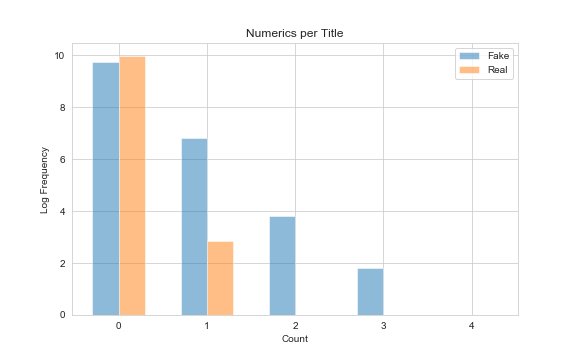 Numerics per Title
Fake
Real
10
8
6
4
2
0
Log Frequency
0 1 2 3 4
Count